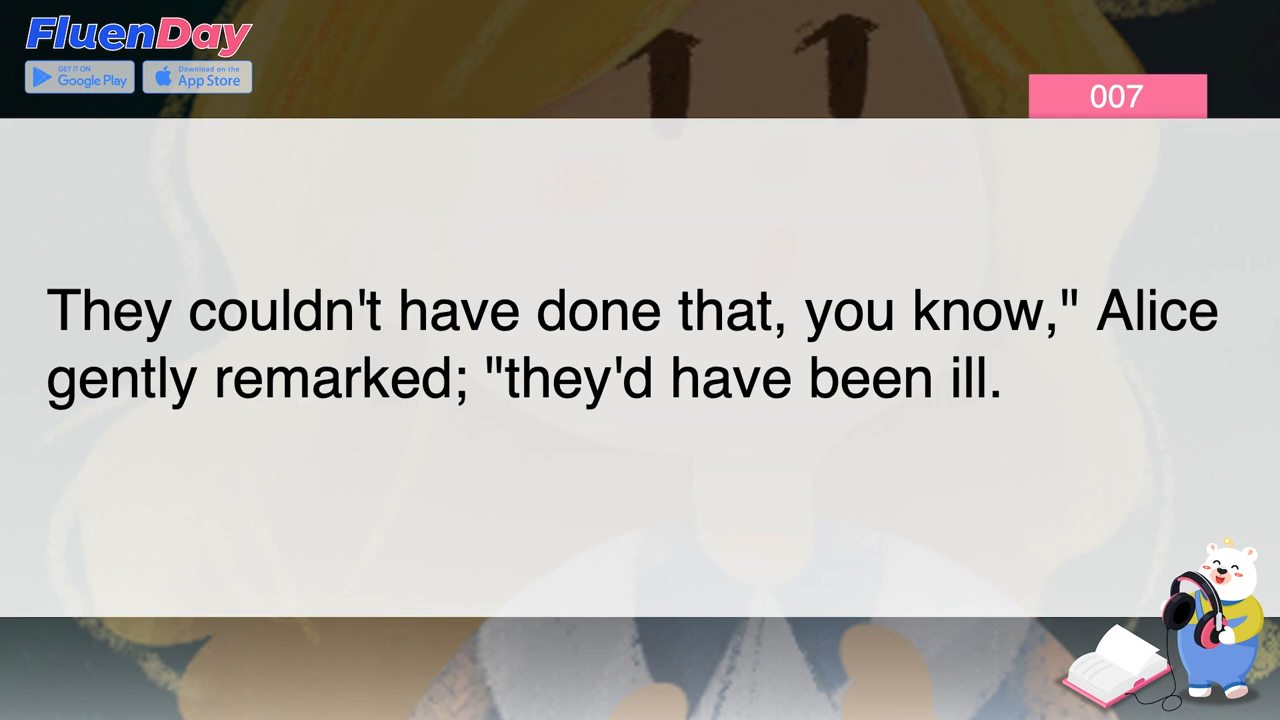 FluenDay
GET IT ON
Google Play
Download on the
App Store
007
They couldn't have done that, you know," Alice
gently remarked; "they'd have been ill.